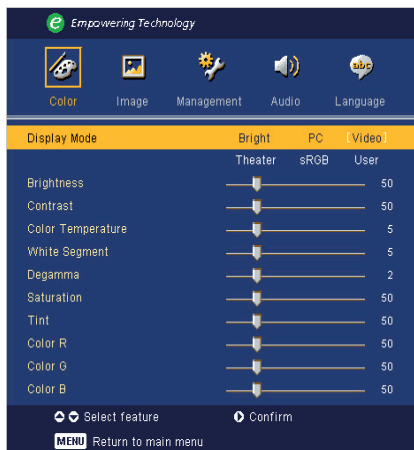 e Empowering Technology
abc
Color Image Management Audio Language
Display Mode Bright PC [Video]
Theater sRGB User
Brightness 50
Contrast 50
Color Temperature 5
White Segment 5
Degamma 2
Saturation 50
Tint 50
Color R 50
Color G 50
Color B 50
Select feature Confirm
MENU Return to main menu